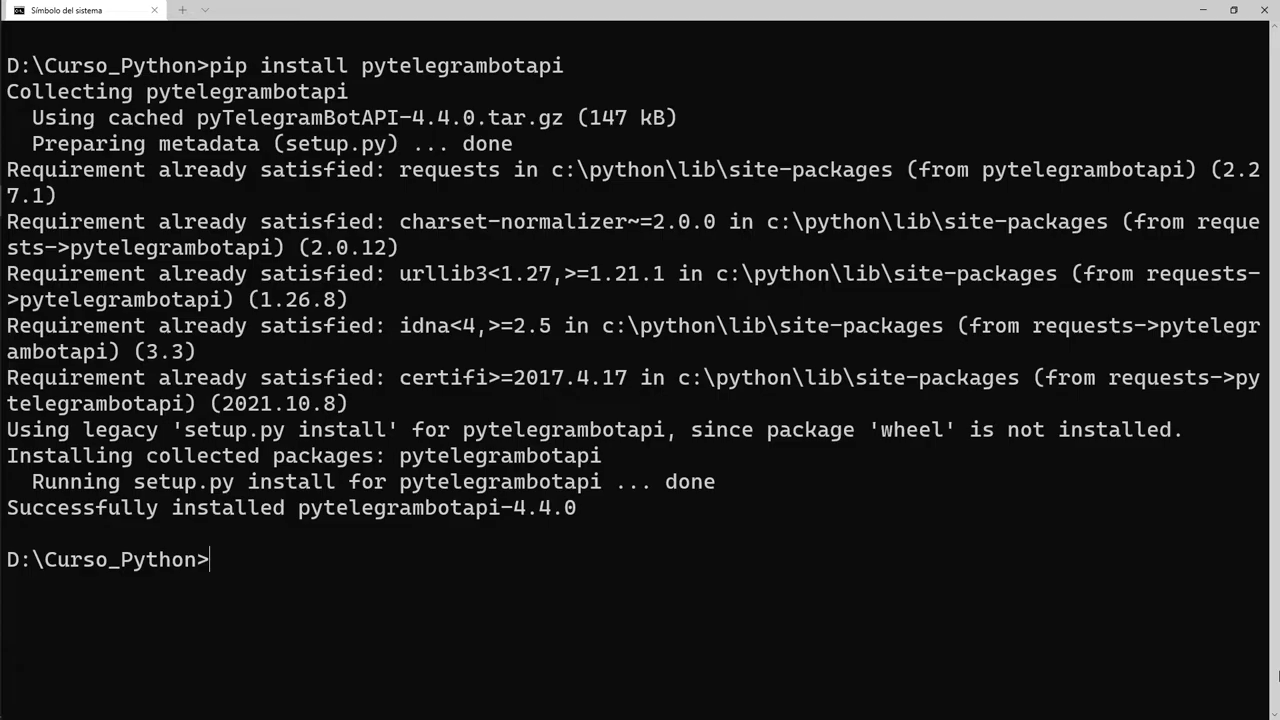 Símbolo del sistema
D:\Curso_Python>pip install pytelegrambotapi
Collecting pytelegrambotapi
  Using cached pyTelegramBotAPI-4.4.0.tar.gz (147 kB)
  Preparing metadata (setup.py) ... done
Requirement already satisfied: requests in c:\python\lib\site-packages (from pytelegrambotapi) (2.2
7.1)
Requirement already satisfied: charset-normalizer~=2.0.0 in c:\python\lib\site-packages (from reque
sts->pytelegrambotapi) (2.0.12)
Requirement already satisfied: urllib3<1.27,>=1.21.1 in c:\python\lib\site-packages (from requests-
>pytelegrambotapi) (1.26.8)
Requirement already satisfied: idna<4,>=2.5 in c:\python\lib\site-packages (from requests->pytelegr
ambotapi) (3.3)
Requirement already satisfied: certifi>=2017.4.17 in c:\python\lib\site-packages (from requests->py
telegrambotapi) (2021.10.8)
Using legacy 'setup.py install' for pytelegrambotapi, since package 'wheel' is not installed.
Installing collected packages: pytelegrambotapi
  Running setup.py install for pytelegrambotapi ... done
Successfully installed pytelegrambotapi-4.4.0
D:\Curso_Python>